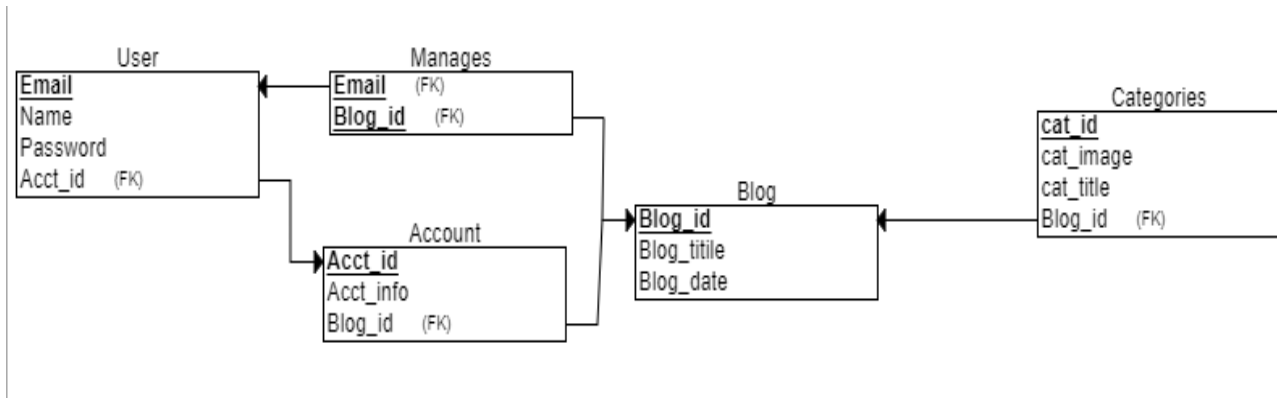 User
Email
Name
Password
Acct_id (FK)
Manages
Email (FK)
Blog_id (FK)
Account
Acct_id
Acct_info
Blog_id (FK)
Blog
Blog_id
Blog_titile
Blog_date
Categories
cat_id
cat_image
cat_title
Blog_id (FK)